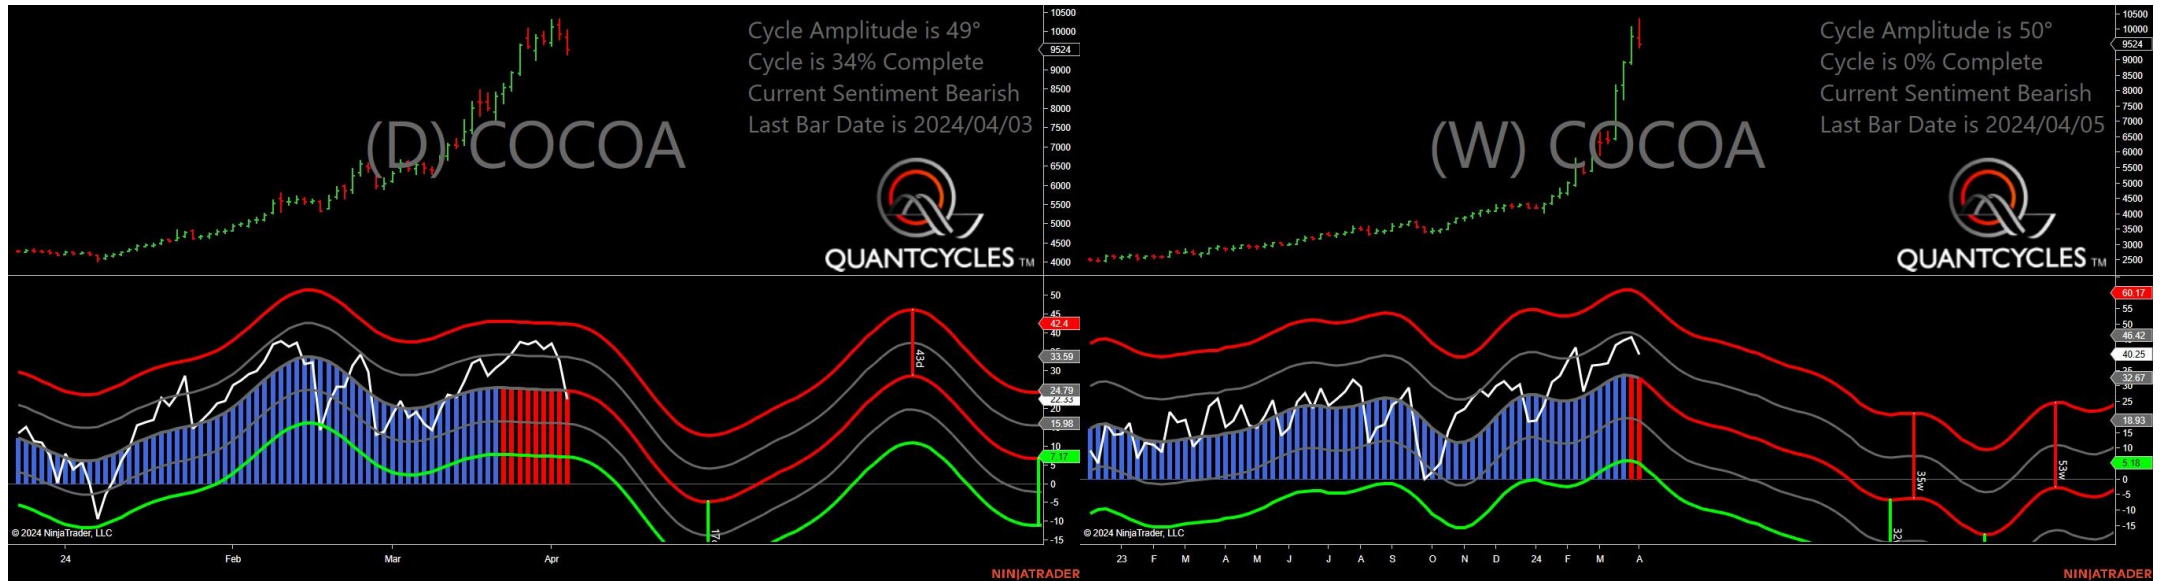 Cycle Amplitude is 49°
Cycle is 34% Complete
Current Sentiment Bearish
Last Bar Date is 2024/04/03
(D) COCOA
QUANTCYCLES TM
10500
10000
9524
9000
8500
8000
7500
7000
6500
6000
5500
5000
4500
4000
50
45
42.4
40
33.59
30
24.79
22.33
20
15.98
10
7.17
5
0
-5
-10
-15
43d
© 2024 NinjaTrader, LLC
24
Feb
Mar
Apr
NINJATRADER
Cycle Amplitude is 50°
Cycle is 0% Complete
Current Sentiment Bearish
Last Bar Date is 2024/04/05
(W) COCOA
QUANTCYCLES TM
10500
10000
9524
9000
8500
8000
7500
7000
6500
6000
5500
5000
4500
4000
3500
3000
2500
60.17
55
50
46.42
40.25
32.67
30
25
18.93
15
10
5.18
0
-5
-10
-15
35w
53w
© 2024 NinjaTrader, LLC
23
F
M
A
M
J
J
A
S
O
N
D
24
F
M
A
NINJATRADER